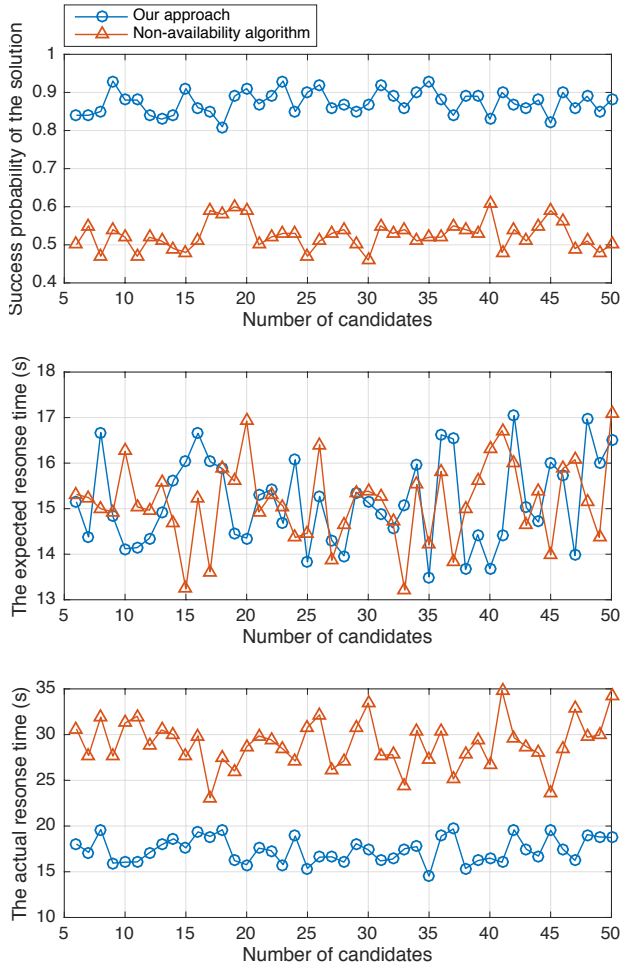 Our approach
Non-availability algorithm
Success probability of the solution
1
0.9
0.8
0.7
0.6
0.5
0.4
5 10 15 20 25 30 35 40 45 50
Number of candidates
The expected resonse time (s)
18
17
16
15
14
13
5 10 15 20 25 30 35 40 45 50
Number of candidates
The actual resonse time (s)
35
30
25
20
15
10
5 10 15 20 25 30 35 40 45 50
Number of candidates